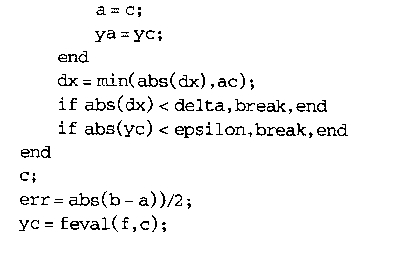 a=c;
ya=yc;
end
dx=min(abs(dx),ac);
if abs(dx)<delta,break,end
if abs(yc)<epsilon,break,end
end
c;
err=abs(b-a))/2;
yc=feval(f,c);